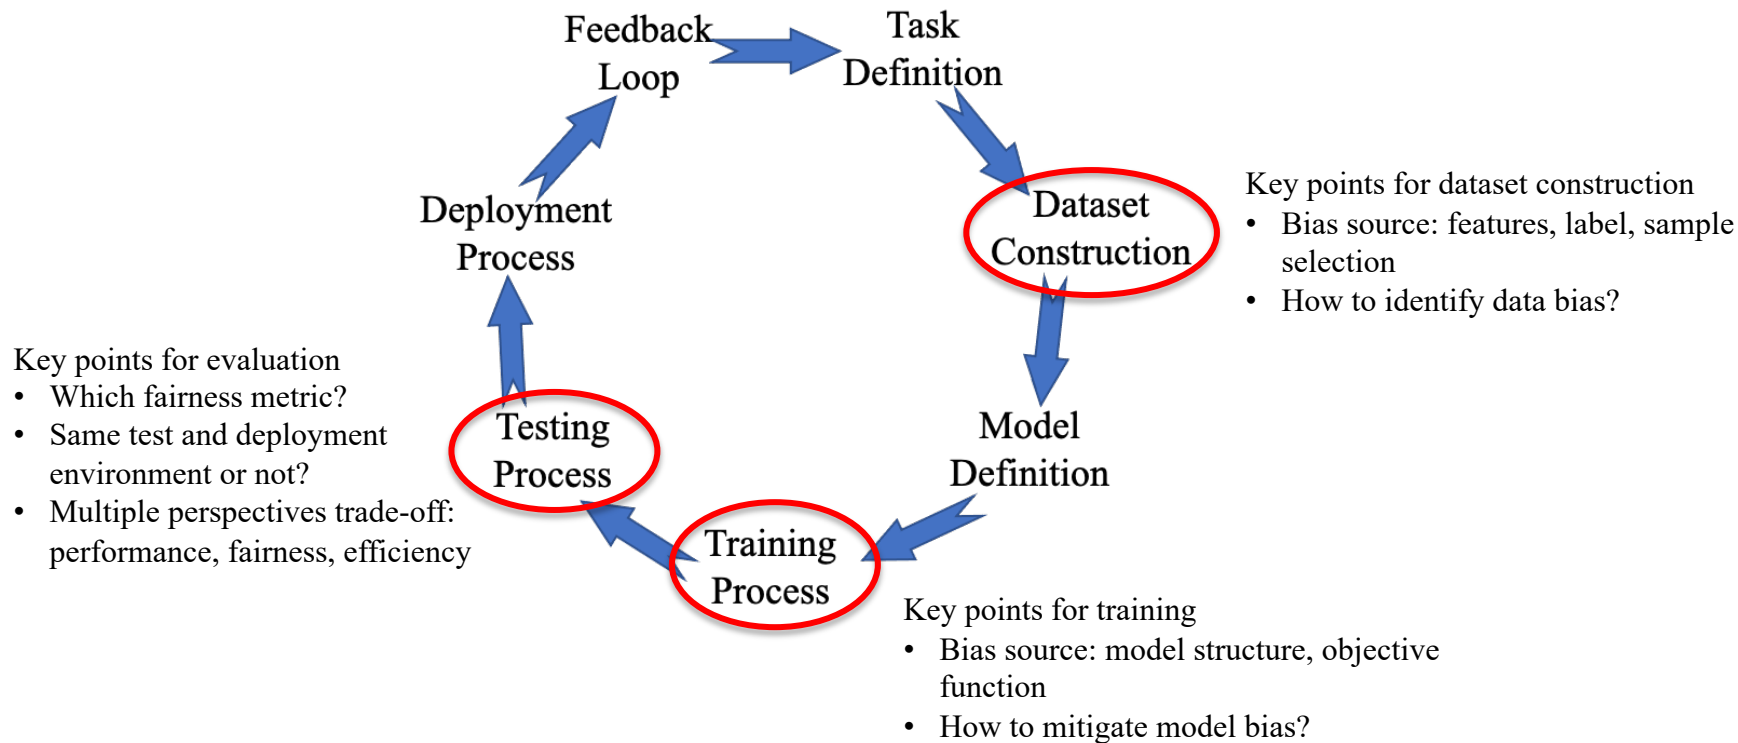 Feedback
Loop
Task
Definition
Dataset
Construction
Key points for dataset construction
• Bias source: features, label, sample
selection
• How to identify data bias?
Model
Definition
Training
Process
Key points for training
• Bias source: model structure, objective
function
• How to mitigate model bias?
Testing
Process
Key points for evaluation
• Which fairness metric?
• Same test and deployment
environment or not?
• Multiple perspectives trade-off:
performance, fairness, efficiency
Deployment
Process